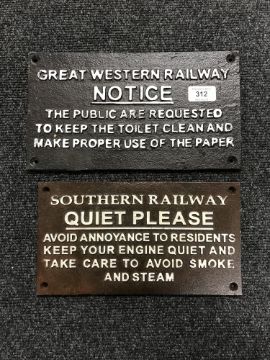 GREAT WESTERN RAILWAY
NOTICE
312
THE PUBLIC ARE REQUESTED
TO KEEP THE TOILET CLEAN AND
MAKE PROPER USE OF THE PAPER
SOUTHERN RAILWAY
QUIET PLEASE
AVOID ANNOYANCE TO RESIDENTS
KEEP YOUR ENGINE QUIET AND
TAKE CARE TO AVOID SMOKE
AND STEAM